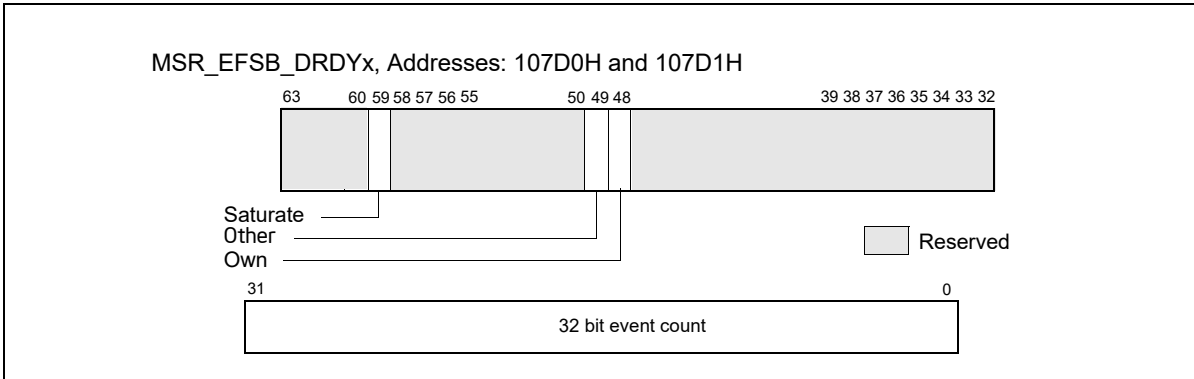 MSR_EFSB_DRDYx, Addresses: 107D0H and 107D1H
63 60 59 58 57 56 55 50 49 48 39 38 37 36 35 34 33 32
Saturate
Other
Own
Reserved
31 0
32 bit event count